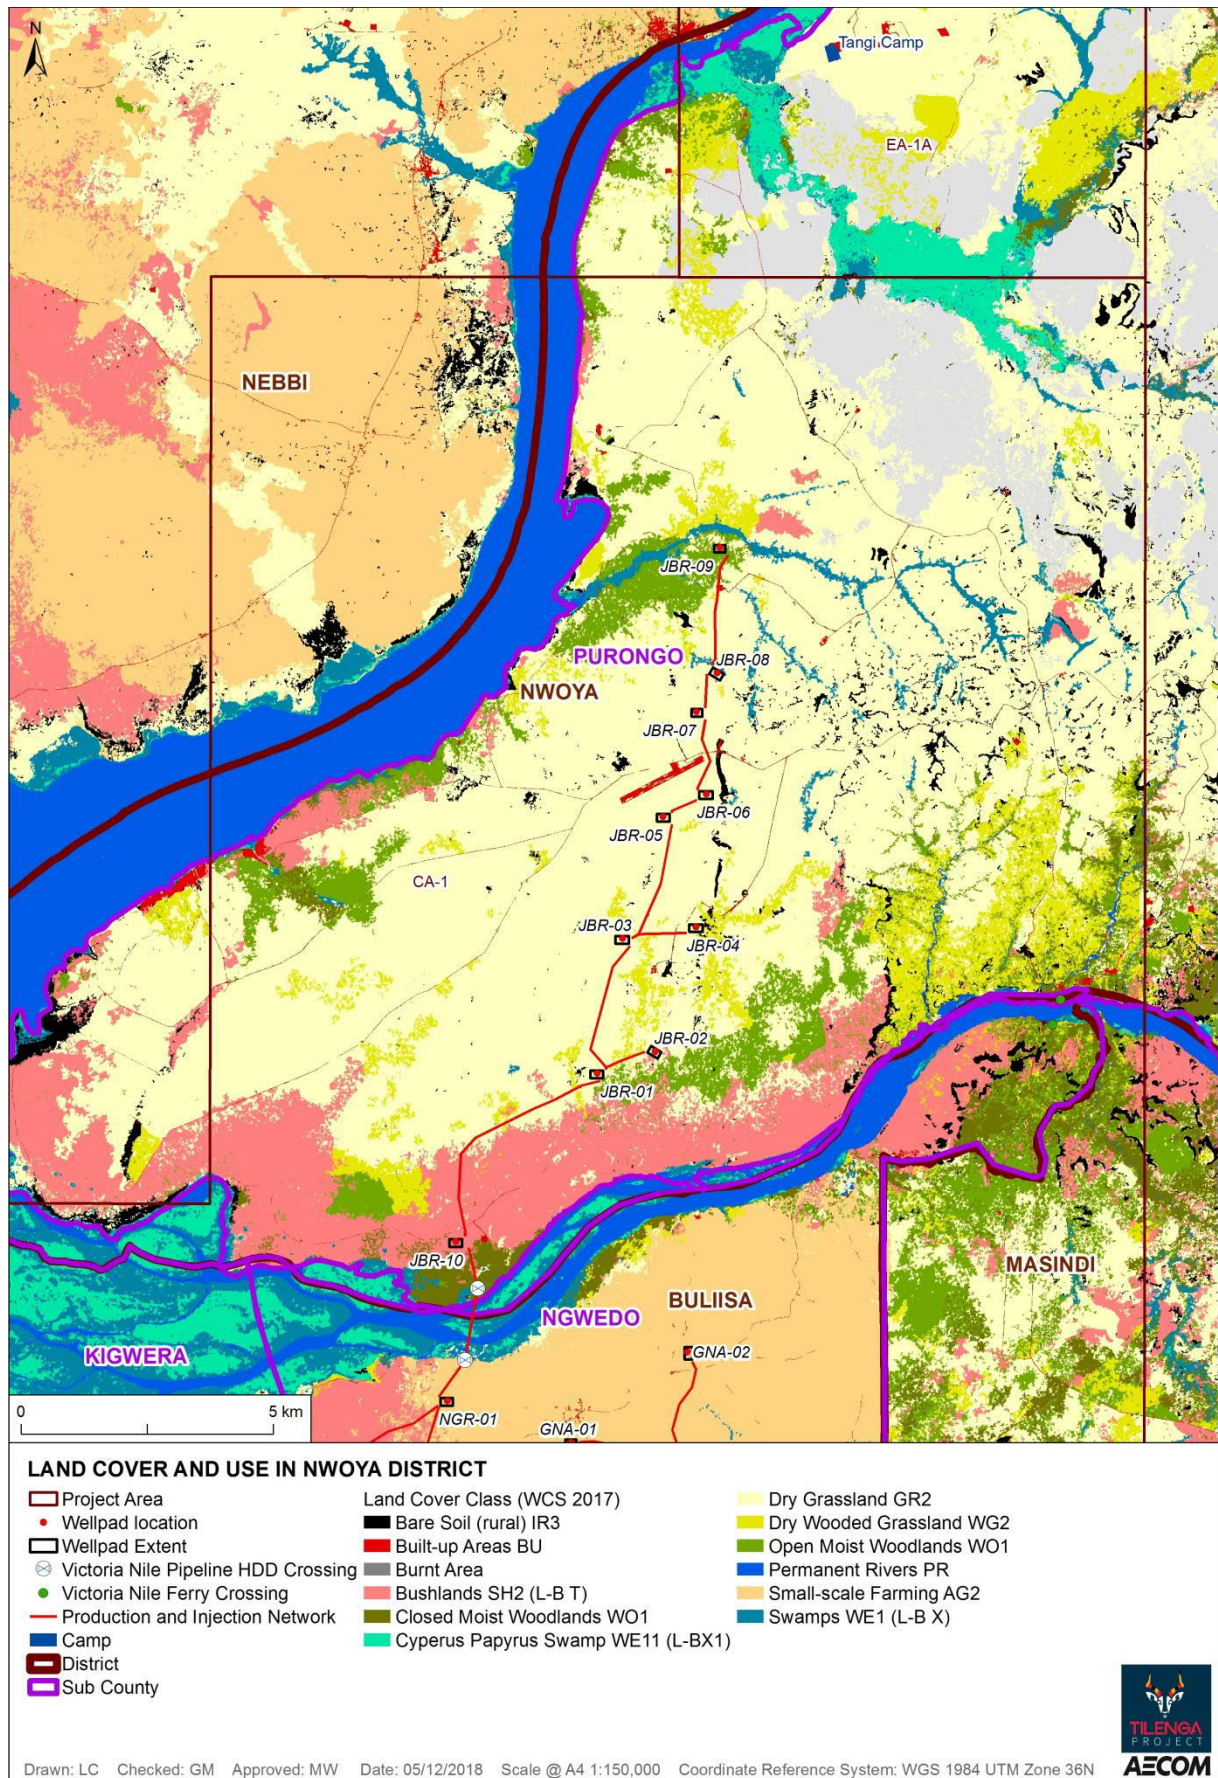 N
Tangi Camp
EA-1A
NEBBI
JBR-09
PURONGO
JBR-08
NWOYA
JBR-07
JBR-06
JBR-05
CA-1
JBR-03
JBR-04
JBR-02
JBR-01
JBR-10
MASINDI
BULIISA
NGWEDO
KIGWERA
GNA-02
0 5 km
NGR-01
GNA-01
LAND COVER AND USE IN NWOYA DISTRICT
Project Area
Wellpad location
Wellpad Extent
Victoria Nile Pipeline HDD Crossing
Victoria Nile Ferry Crossing
Production and Injection Network
Camp
District
Sub County
Land Cover Class (WCS 2017)
Bare Soil (rural) IR3
Built-up Areas BU
Burnt Area
Bushlands SH2 (L-B T)
Closed Moist Woodlands WO1
Cyperus Papyrus Swamp WE11 (L-BX1)
Dry Grassland GR2
Dry Wooded Grassland WG2
Open Moist Woodlands WO1
Permanent Rivers PR
Small-scale Farming AG2
Swamps WE1 (L-B X)
TILENGA
PROJECT
AECOM
Drawn: LC Checked: GM Approved: MW Date: 05/12/2018 Scale @ A4 1:150,000 Coordinate Reference System: WGS 1984 UTM Zone 36N